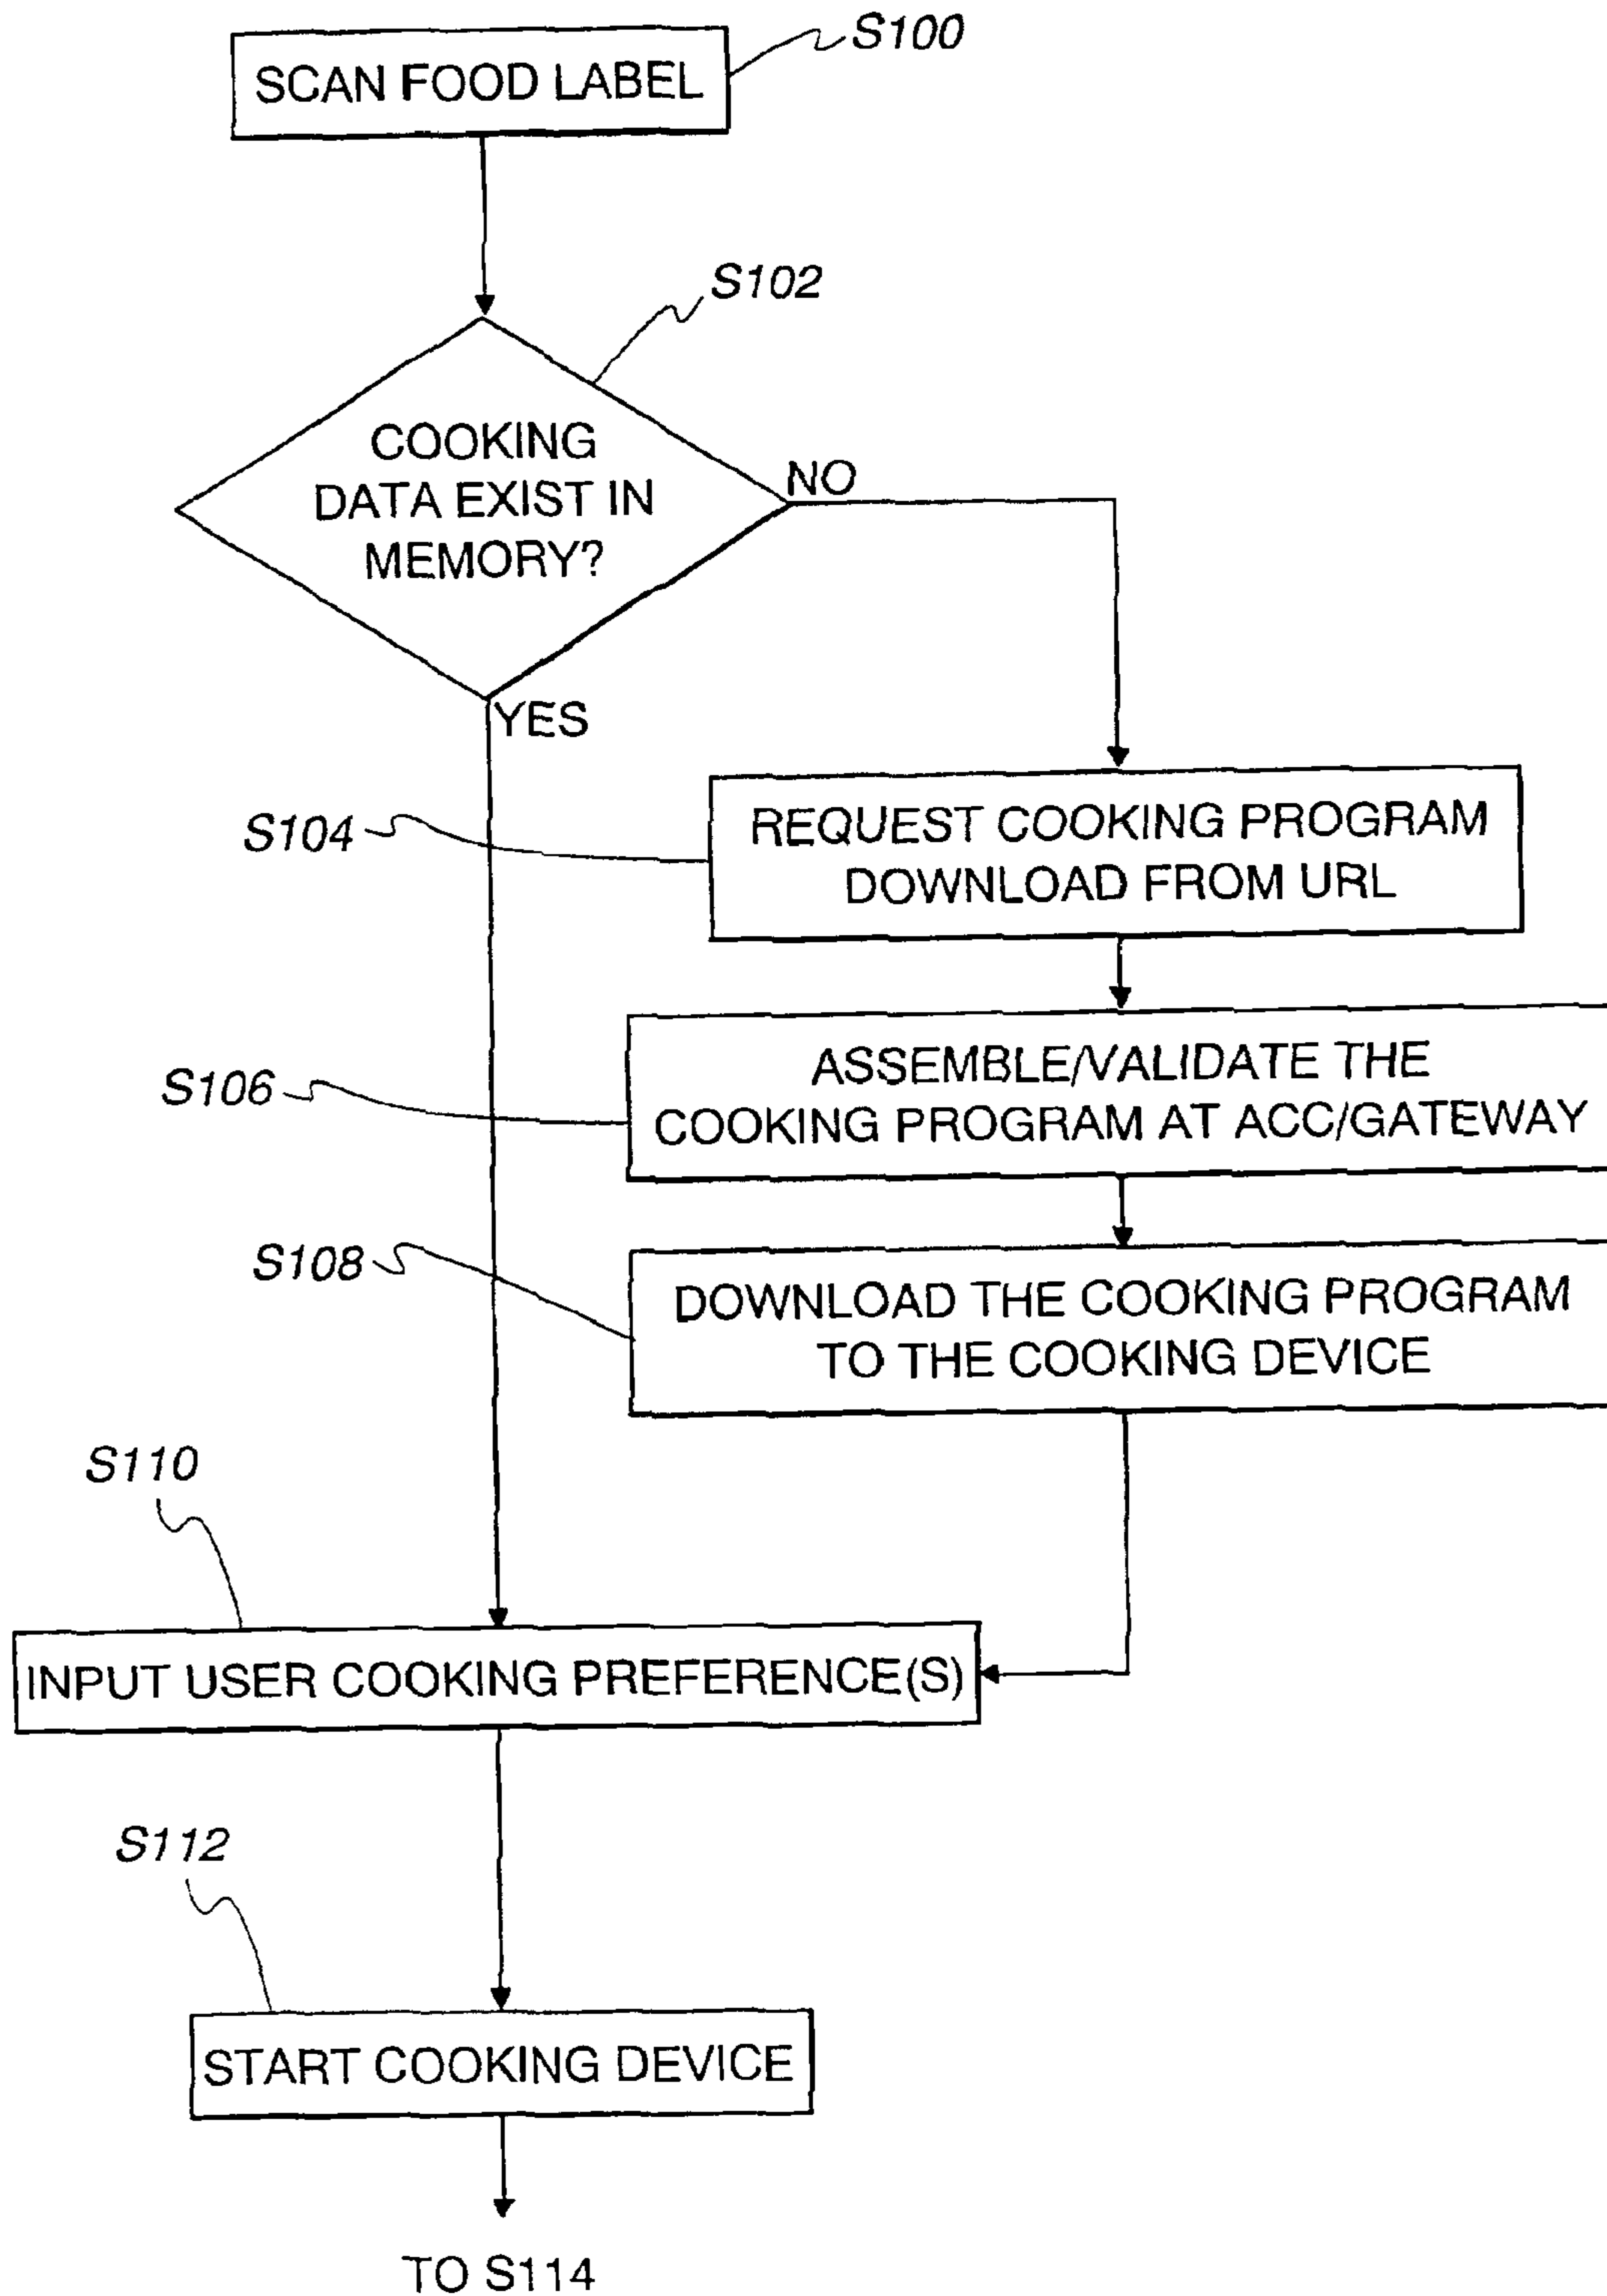 S100
SCAN FOOD LABEL
S102
COOKING
DATA EXIST IN
MEMORY?
NO
YES
S104
REQUEST COOKING PROGRAM
DOWNLOAD FROM URL
S106
ASSEMBLE/VALIDATE THE
COOKING PROGRAM AT ACC/GATEWAY
S108
DOWNLOAD THE COOKING PROGRAM
TO THE COOKING DEVICE
S110
INPUT USER COOKING PREFERENCE(S)
S112
START COOKING DEVICE
TO S114